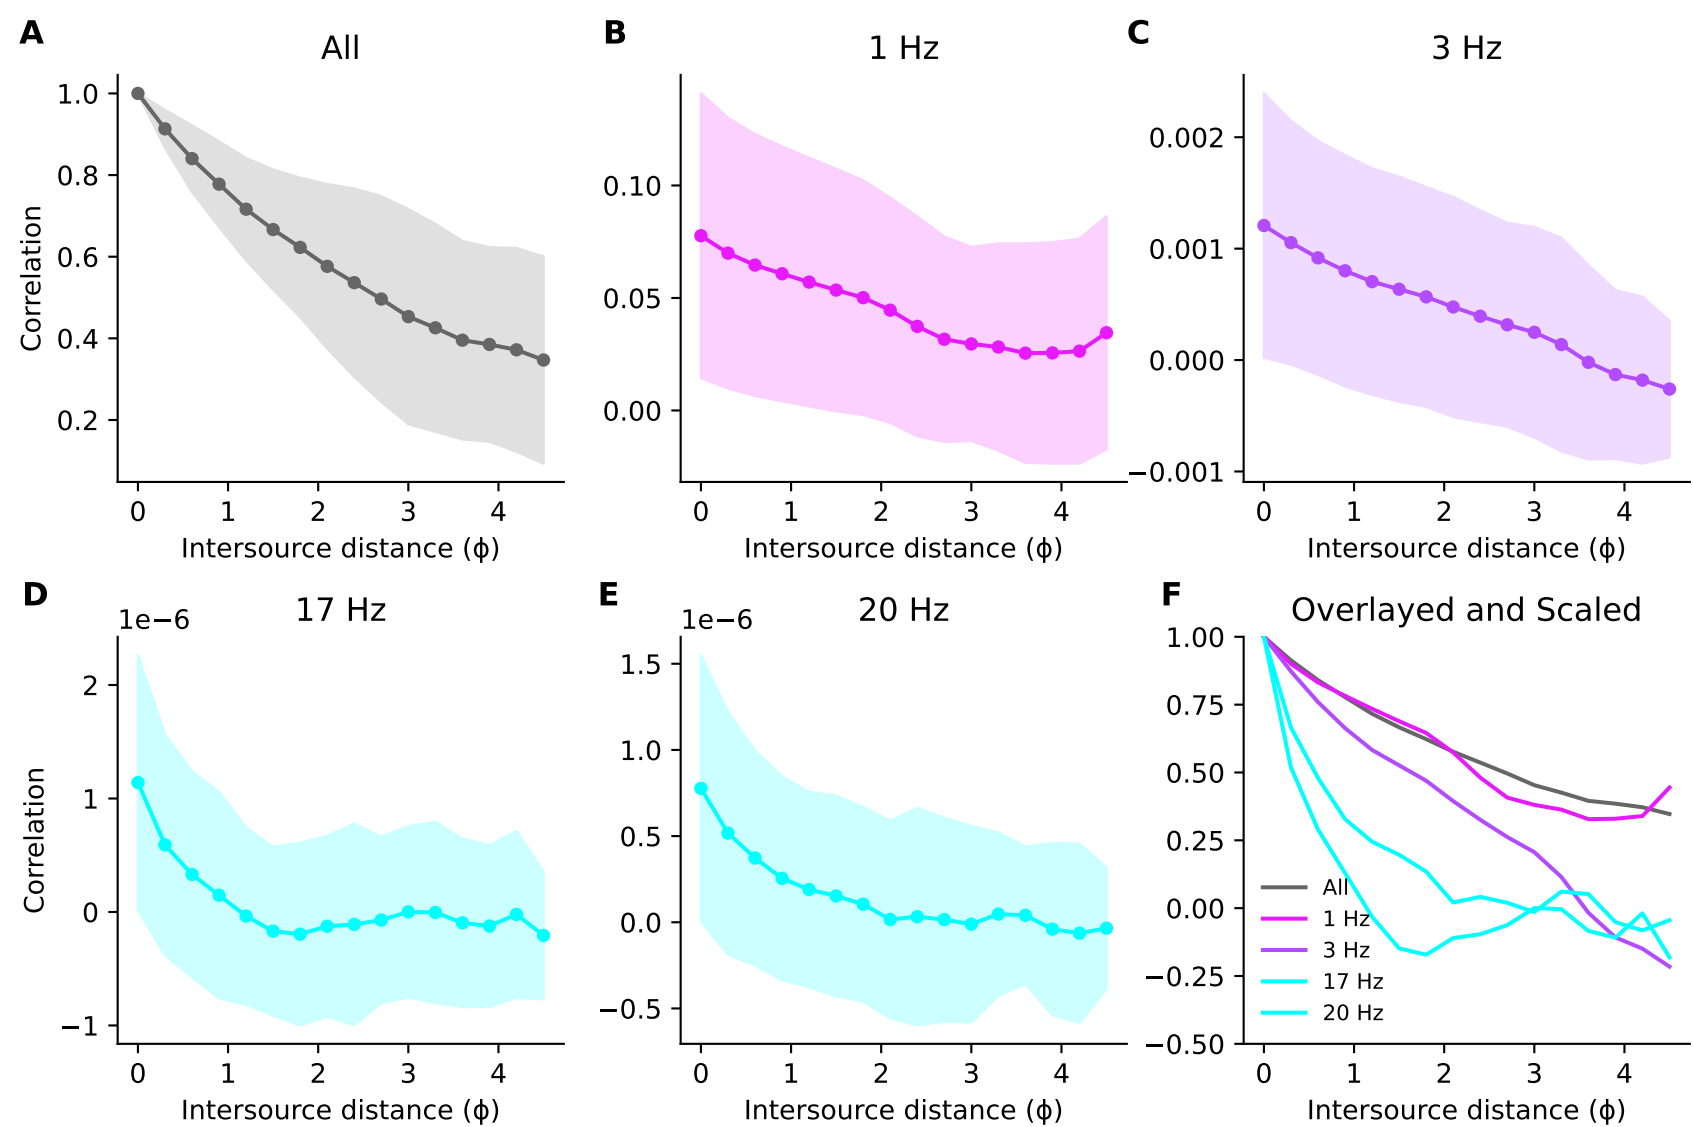 A
All
1.0
0.8
0.6
0.4
0.2
Correlation
0 1 2 3 4
Intersource distance (ϕ)
B
1 Hz
0.10
0.05
0.00
0 1 2 3 4
Intersource distance (ϕ)
C
3 Hz
0.002
0.001
0.000
−0.001
0 1 2 3 4
Intersource distance (ϕ)
D
1e−6
17 Hz
2
1
0
−1
Correlation
0 1 2 3 4
Intersource distance (ϕ)
E
1e−6
20 Hz
1.5
1.0
0.5
0.0
−0.5
0 1 2 3 4
Intersource distance (ϕ)
F
Overlayed and Scaled
1.00
0.75
0.50
0.25
0.00
−0.25
−0.50
All
1 Hz
3 Hz
17 Hz
20 Hz
0 1 2 3 4
Intersource distance (ϕ)